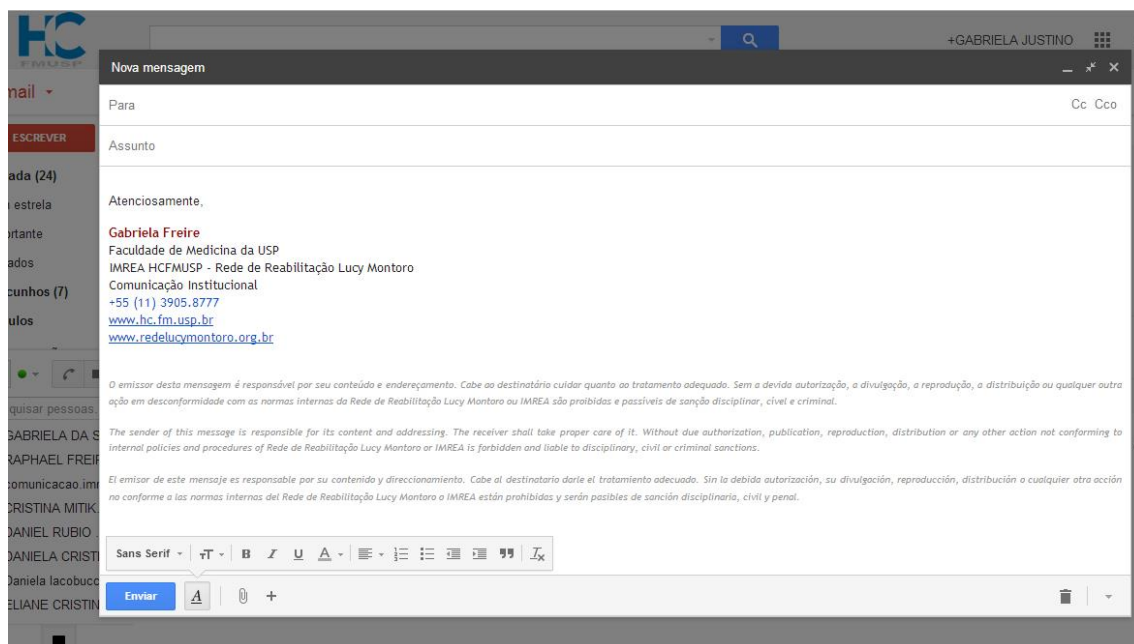 HC
FMUSP
+GABRIELA JUSTINO
mail
ESCREVER
ada (24)
estrela
ortante
ados
cunhos (7)
ulos
quisar pessoas.
GABRIELA DA S
RAPHAEL FREIF
comunicacao.imr
CRISTINA MITIK.
DANIEL RUBIO .
DANIELA CRISTI
Daniela Iacobucc
ELIANE CRISTIN
Nova mensagem
Para
Cc Cco
Assunto
Atenciosamente,
Gabriela Freire
Faculdade de Medicina da USP
IMREA HCFMUSP - Rede de Reabilitação Lucy Montoro
Comunicação Institucional
+55 (11) 3905.8777
www.hc.fm.usp.br
www.redelucymontoro.org.br
O emissor desta mensagem é responsável por seu conteúdo e endereçamento. Cabe ao destinatário cuidar quanto ao tratamento adequado. Sem a devida autorização, a divulgação, a reprodução, a distribuição ou qualquer outra
ação em desconformidade com as normas internas da Rede de Reabilitação Lucy Montoro ou IMREA são proibidas e passíveis de sanção disciplinar, cível e criminal.
The sender of this message is responsible for its content and addressing. The receiver shall take proper care of it. Without due authorization, publication, reproduction, distribution or any other action not conforming to
internal policies and procedures of Rede de Reabilitação Lucy Montoro or IMREA is forbidden and liable to disciplinary, civil or criminal sanctions.
El emisor de este mensaje es responsable por su contenido y direccionamiento. Cabe al destinatario darle el tratamiento adecuado. Sin la debida autorización, su divulgación, reproducción, distribución o cualquier otra acción
no conforme a las normas internas del Rede de Reabilitação Lucy Montoro o IMREA están prohibidas y serán pasibles de sanción disciplinaria, civil y penal.
Sans Serif
Enviar